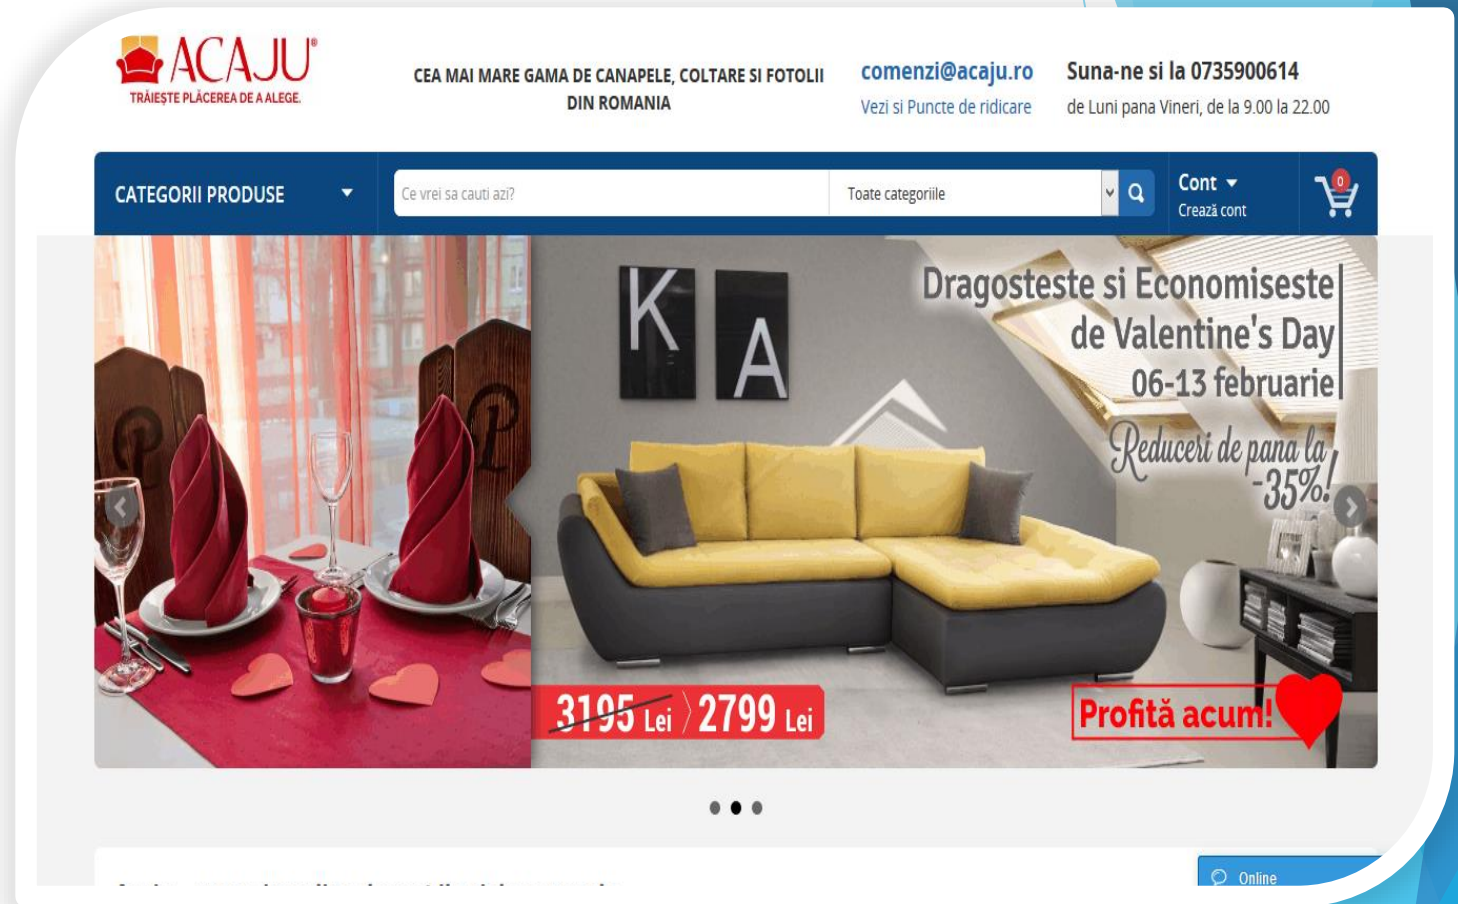 ACAJU®
TRĂIEȘTE PLĂCEREA DE A ALEGE.
CEA MAI MARE GAMA DE CANAPELE, COLTARE SI FOTOLII
DIN ROMANIA
comenzi@acaju.ro
Vezi si Puncte de ridicare
Suna-ne si la 0735900614
de Luni pana Vineri, de la 9.00 la 22.00
CATEGORII PRODUSE
Ce vrei sa cauti azi?
Toate categoriile
Cont
Crează cont
0
K
A
Dragosteste si Economiseste
de Valentine's Day
06-13 februarie
Reduceri de pana la
-35%!
3195 Lei 2799 Lei
Profită acum!
Online